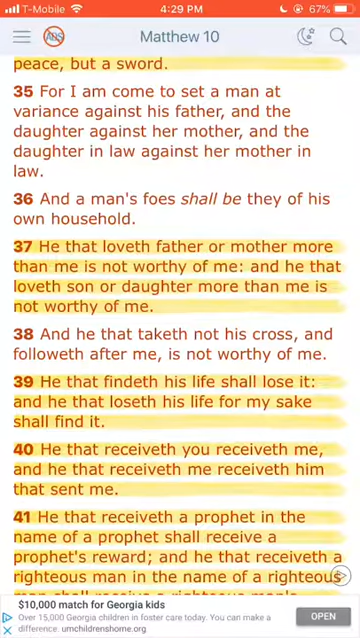 T-Mobile 4:29 PM 67%
ADS Matthew 10
peace, but a sword.
35 For I am come to set a man at
variance against his father, and the
daughter against her mother, and the
daughter in law against her mother in
law.
36 And a man's foes shall be they of his
own household.
37 He that loveth father or mother more
than me is not worthy of me: and he that
loveth son or daughter more than me is
not worthy of me.
38 And he that taketh not his cross, and
followeth after me, is not worthy of me.
39 He that findeth his life shall lose it:
and he that loseth his life for my sake
shall find it.
40 He that receiveth you receiveth me,
and he that receiveth me receiveth him
that sent me.
41 He that receiveth a prophet in the
name of a prophet shall receive a
prophet's reward; and he that receiveth a
righteous man in the name of a righteous
man shall receive a righteous man's
$10,000 match for Georgia kids
Over 15,000 Georgia children in foster care today. You can make a
difference. umchildrenshome.org
OPEN